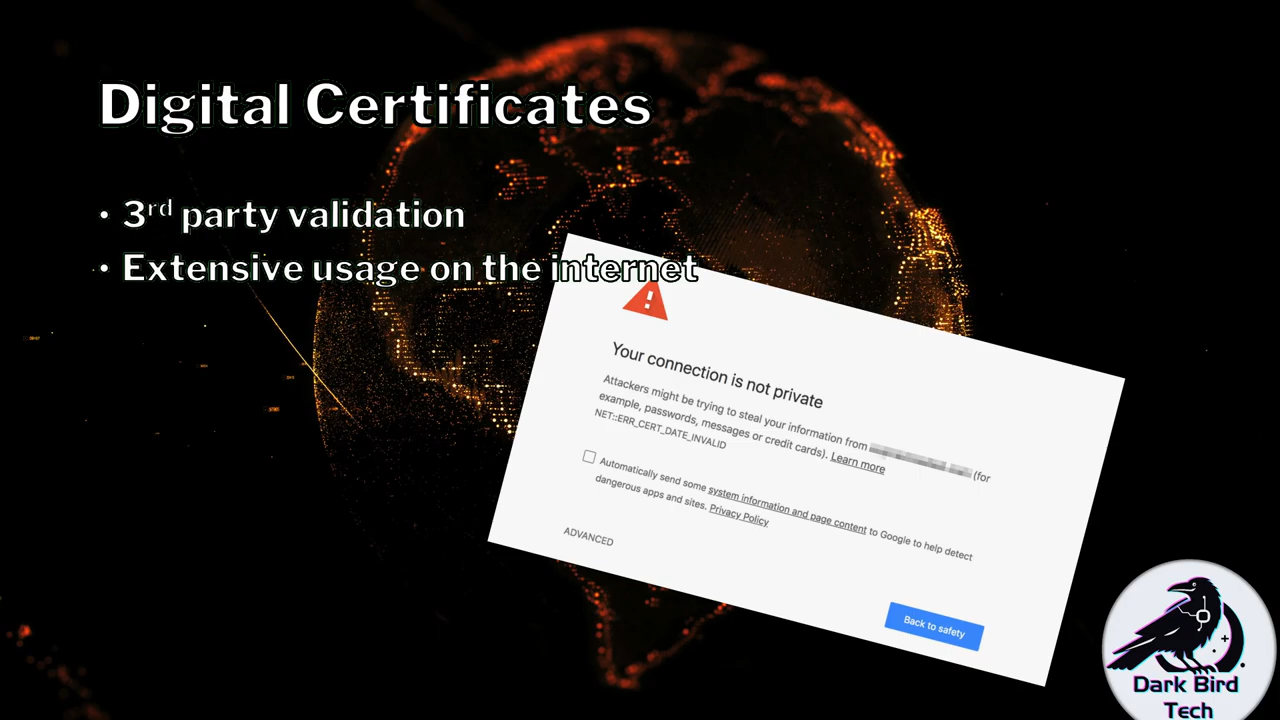 Digital Certificates
• 3rd party validation
• Extensive usage on the internet
Your connection is not private
Attackers might be trying to steal your information from (for
example, passwords, messages or credit cards). Learn more
NET::ERR_CERT_DATE_INVALID
Automatically send some system information and page content to Google to help detect
dangerous apps and sites. Privacy Policy
ADVANCED
Back to safety
Dark Bird
Tech